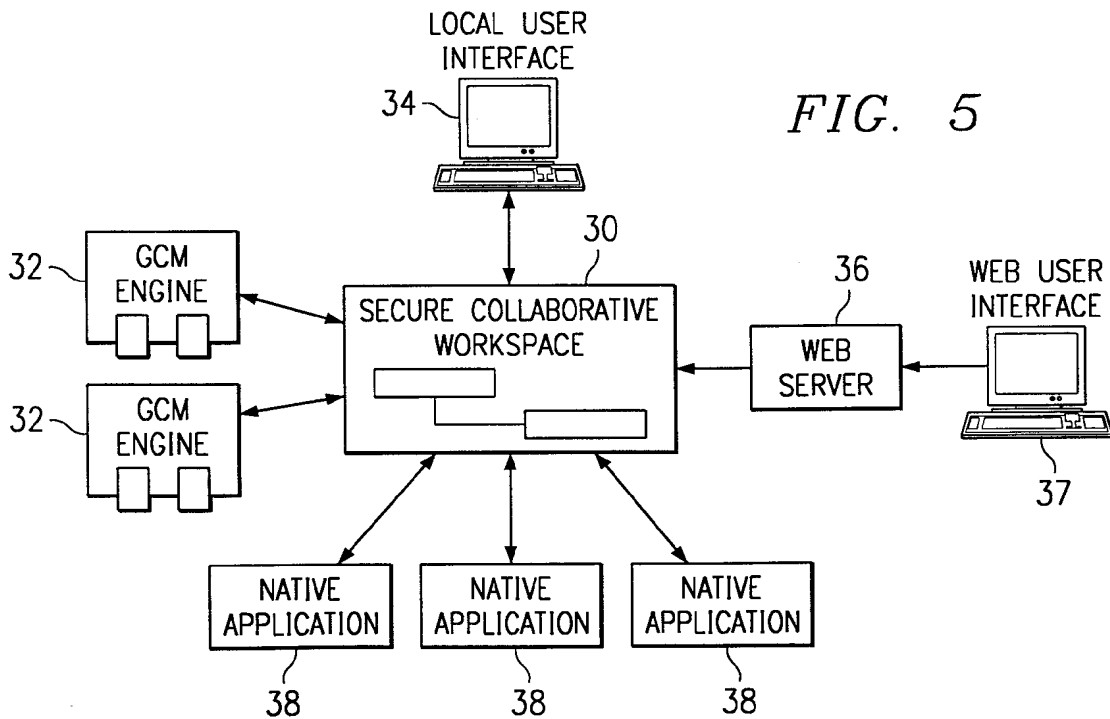 LOCAL USER
INTERFACE
34
FIG. 5
32
GCM
ENGINE
30
SECURE COLLABORATIVE
WORKSPACE
36
WEB
SERVER
WEB USER
INTERFACE
37
32
GCM
ENGINE
NATIVE
APPLICATION
38
NATIVE
APPLICATION
38
NATIVE
APPLICATION
38